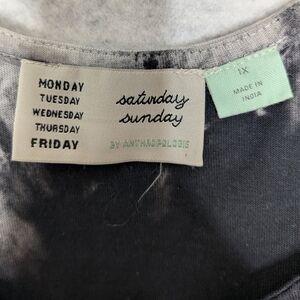 MONDAY
TUESDAY
WEDNESDAY
THURSDAY
FRIDAY
saturday
sunday
BY ANTHROPOLOGIE
1X
MADE IN
INDIA